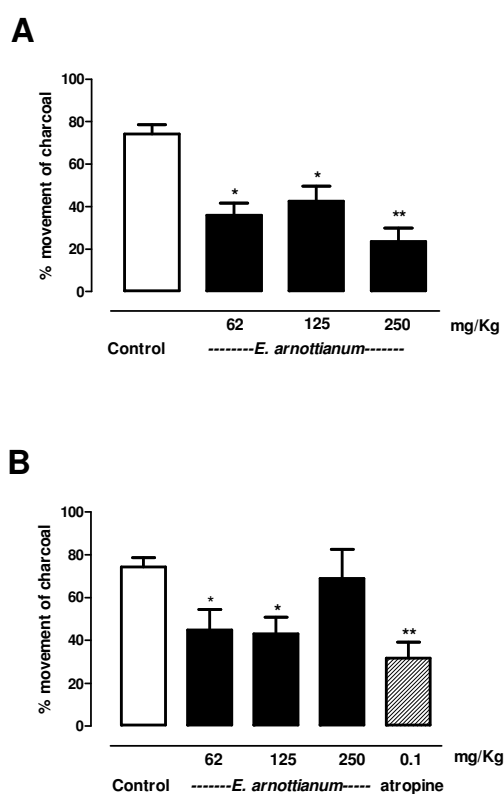 A
% movement of charcoal
100
80
60
40
20
0
* * **
62 125 250 mg/Kg
Control --------E. arnottianum-------
B
% movement of charcoal
100
80
60
40
20
0
* * **
62 125 250 0.1 mg/Kg
Control -------E. arnottianum----- atropine